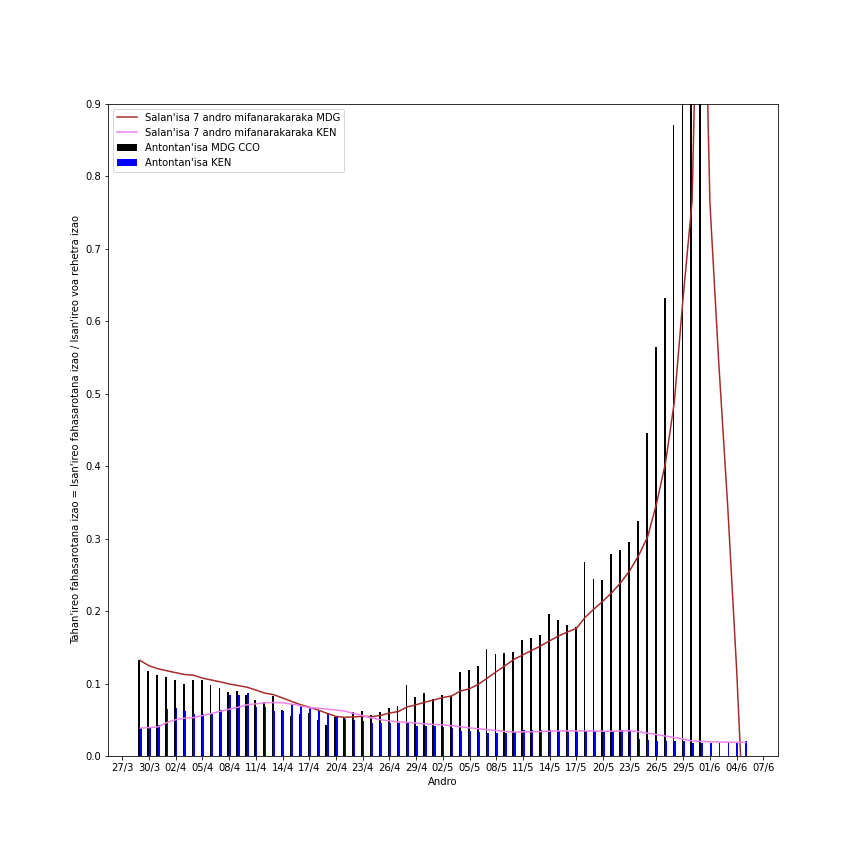 0.9
0.8
0.7
0.6
0.5
0.4
0.3
0.2
0.1
0.0
Tahan'ireo fahasarotana izao = Isan'ireo fahasarotana izao / Isan'ireo voa rehetra izao
Salan'isa 7 andro mifanarakaraka MDG
Salan'isa 7 andro mifanarakaraka KEN
Antontan'isa MDG CCO
Antontan'isa KEN
27/3 30/3 02/4 05/4 08/4 11/4 14/4 17/4 20/4 23/4 26/4 29/4 02/5 05/5 08/5 11/5 14/5 17/5 20/5 23/5 26/5 29/5 01/6 04/6 07/6
Andro